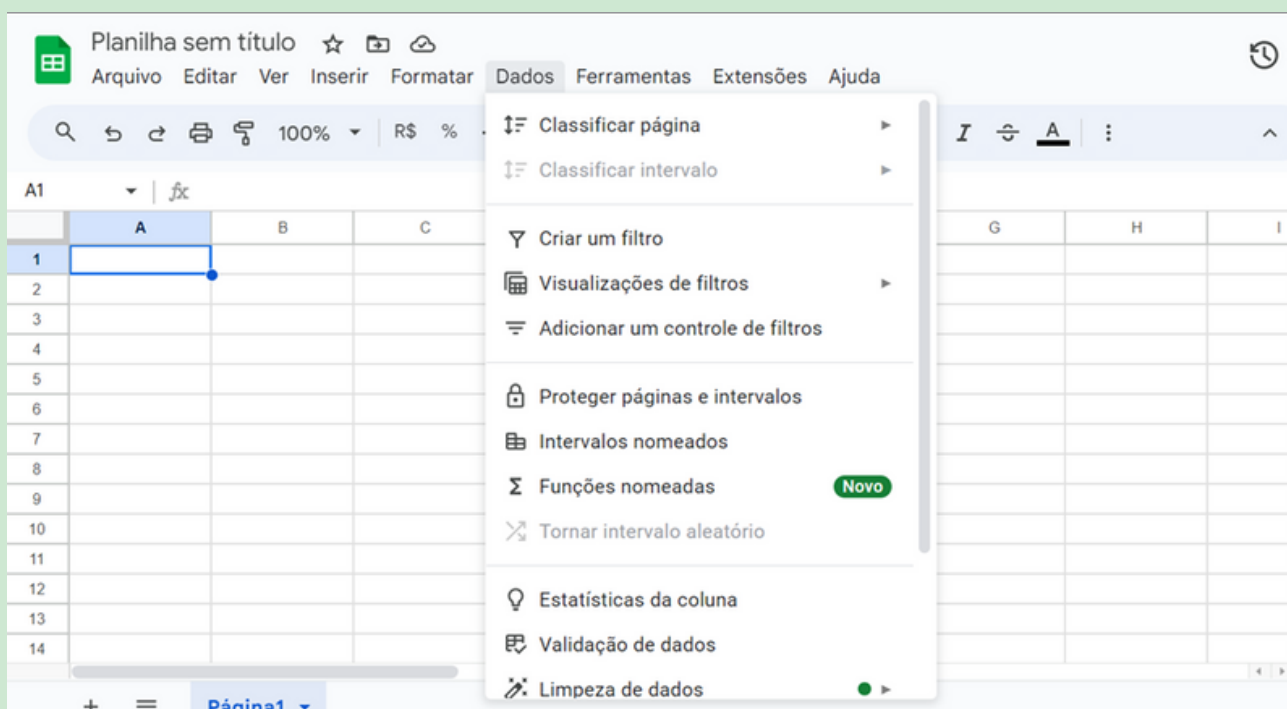 Planilha sem título
Arquivo Editar Ver Inserir Formatar Dados Ferramentas Extensões Ajuda
100% R$ %
A1 fx
A B C G H I
1
2
3
4
5
6
7
8
9
10
11
12
13
14
Classificar página
Classificar intervalo
Criar um filtro
Visualizações de filtros
Adicionar um controle de filtros
Proteger páginas e intervalos
Intervalos nomeados
Funções nomeadas Novo
Tornar intervalo aleatório
Estatísticas da coluna
Validação de dados
Limpeza de dados
Página1